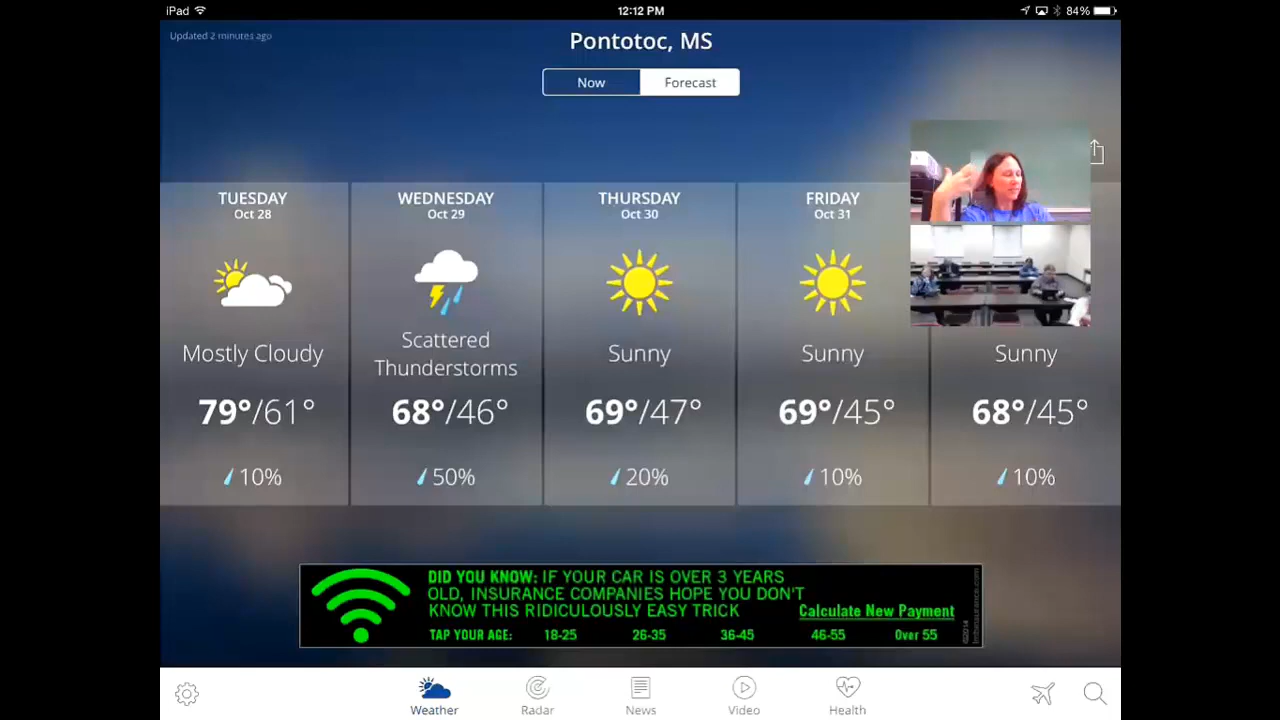 iPad
12:12 PM
84%
Updated 2 minutes ago
Pontotoc, MS
Now
Forecast
TUESDAY
Oct 28
Mostly Cloudy
79°/61°
10%
WEDNESDAY
Oct 29
Scattered
Thunderstorms
68°/46°
50%
THURSDAY
Oct 30
Sunny
69°/47°
20%
FRIDAY
Oct 31
Sunny
69°/45°
10%
Sunny
68°/45°
10%
DID YOU KNOW: IF YOUR CAR IS OVER 3 YEARS
OLD, INSURANCE COMPANIES HOPE YOU DON'T
KNOW THIS RIDICULOUSLY EASY TRICK
Calculate New Payment
TAP YOUR AGE: 18-25 26-35 36-45 46-55 Over 55
©2014
Weather
Radar
News
Video
Health